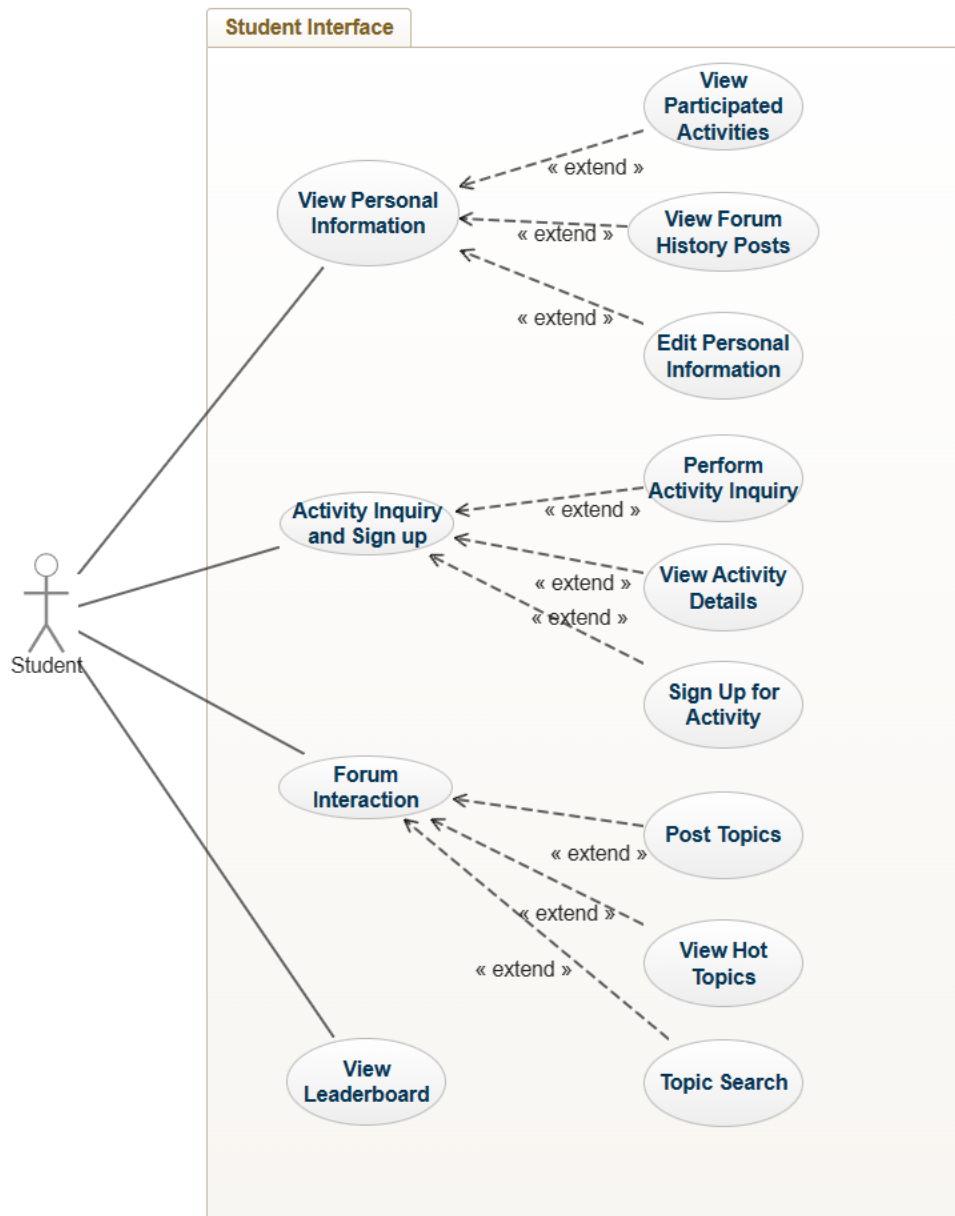 Student Interface
View
Participated
Activities
« extend »
View Personal
Information
View Forum
History Posts
« extend »
« extend »
Edit Personal
Information
Perform
Activity Inquiry
Activity Inquiry
and Sign up
« extend »
View Activity
Details
« extend »
« extend »
Student
Sign Up for
Activity
Forum
Interaction
Post Topics
« extend »
« extend »
View Hot
Topics
« extend »
View
Leaderboard
Topic Search